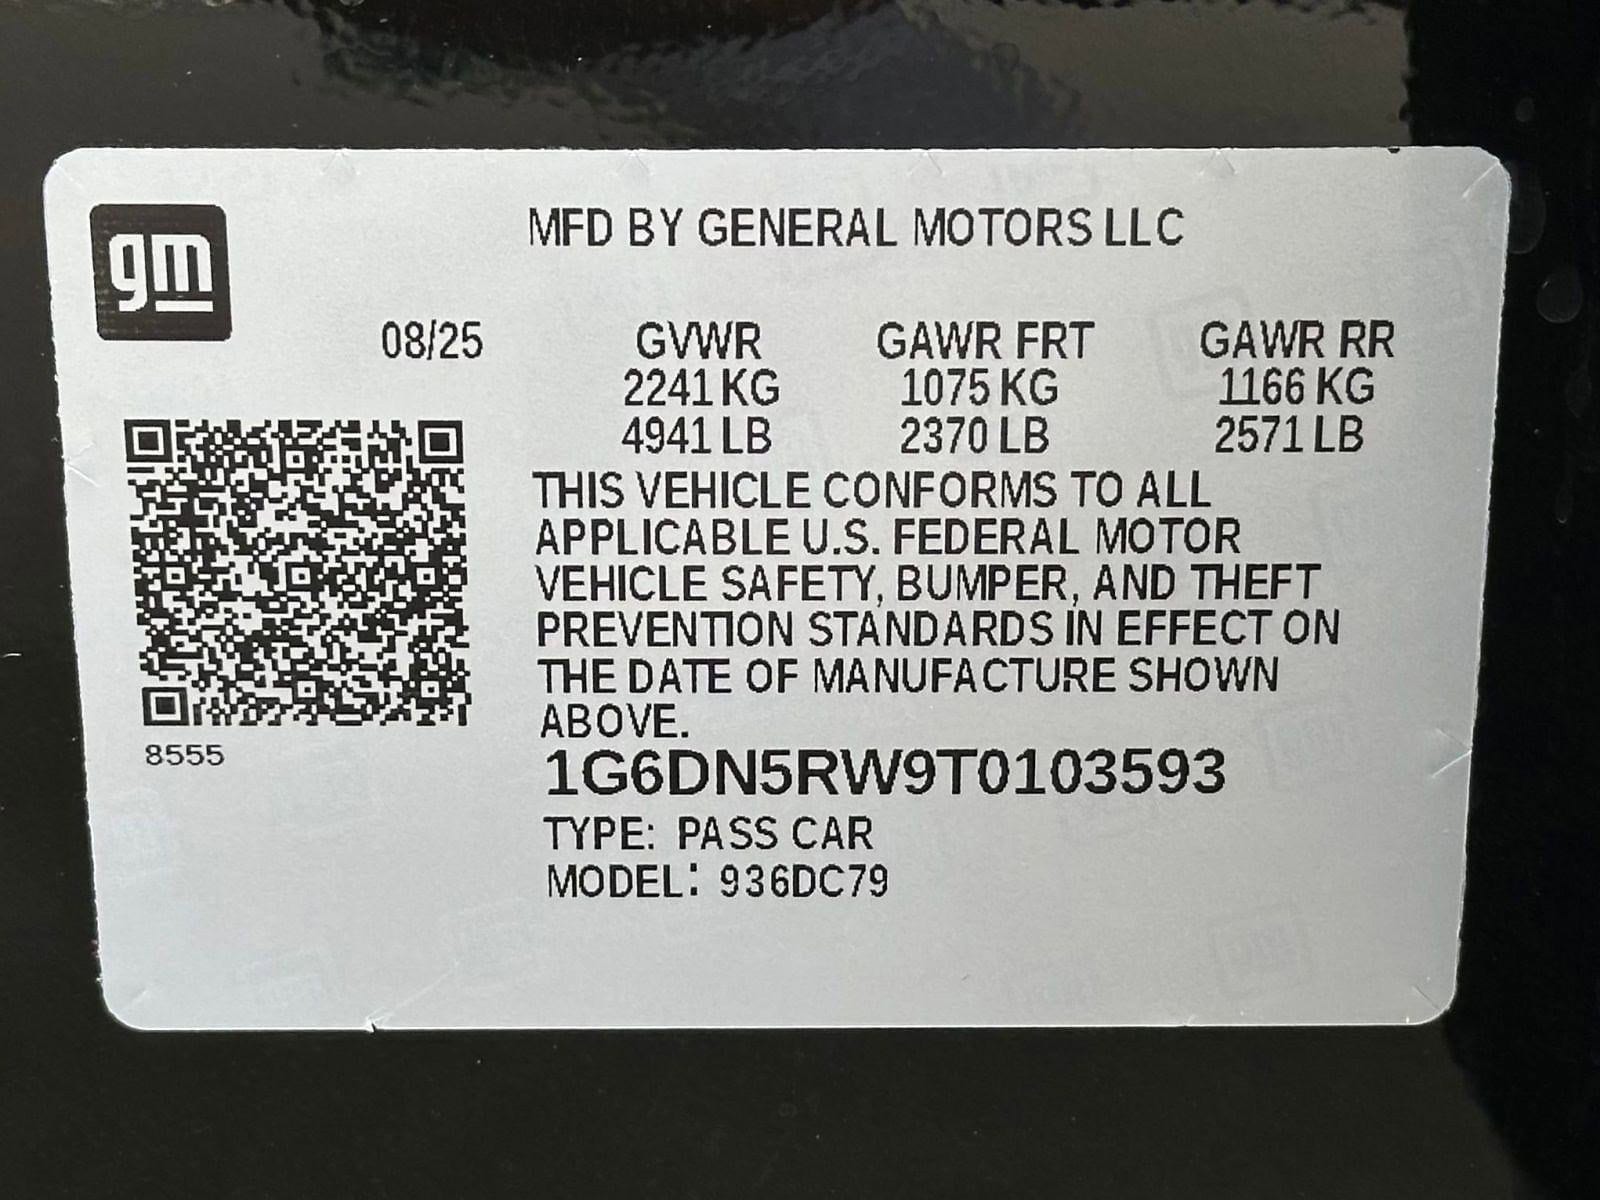 gm
MFD BY GENERAL MOTORS LLC
08/25 GVWR GAWR FRT GAWR RR
2241 KG 1075 KG 1166 KG
4941 LB 2370 LB 2571 LB
THIS VEHICLE CONFORMS TO ALL
APPLICABLE U.S. FEDERAL MOTOR
VEHICLE SAFETY, BUMPER, AND THEFT
PREVENTION STANDARDS IN EFFECT ON
THE DATE OF MANUFACTURE SHOWN
ABOVE.
8555
1G6DN5RW9T0103593
TYPE: PASS CAR
MODEL: 936DC79